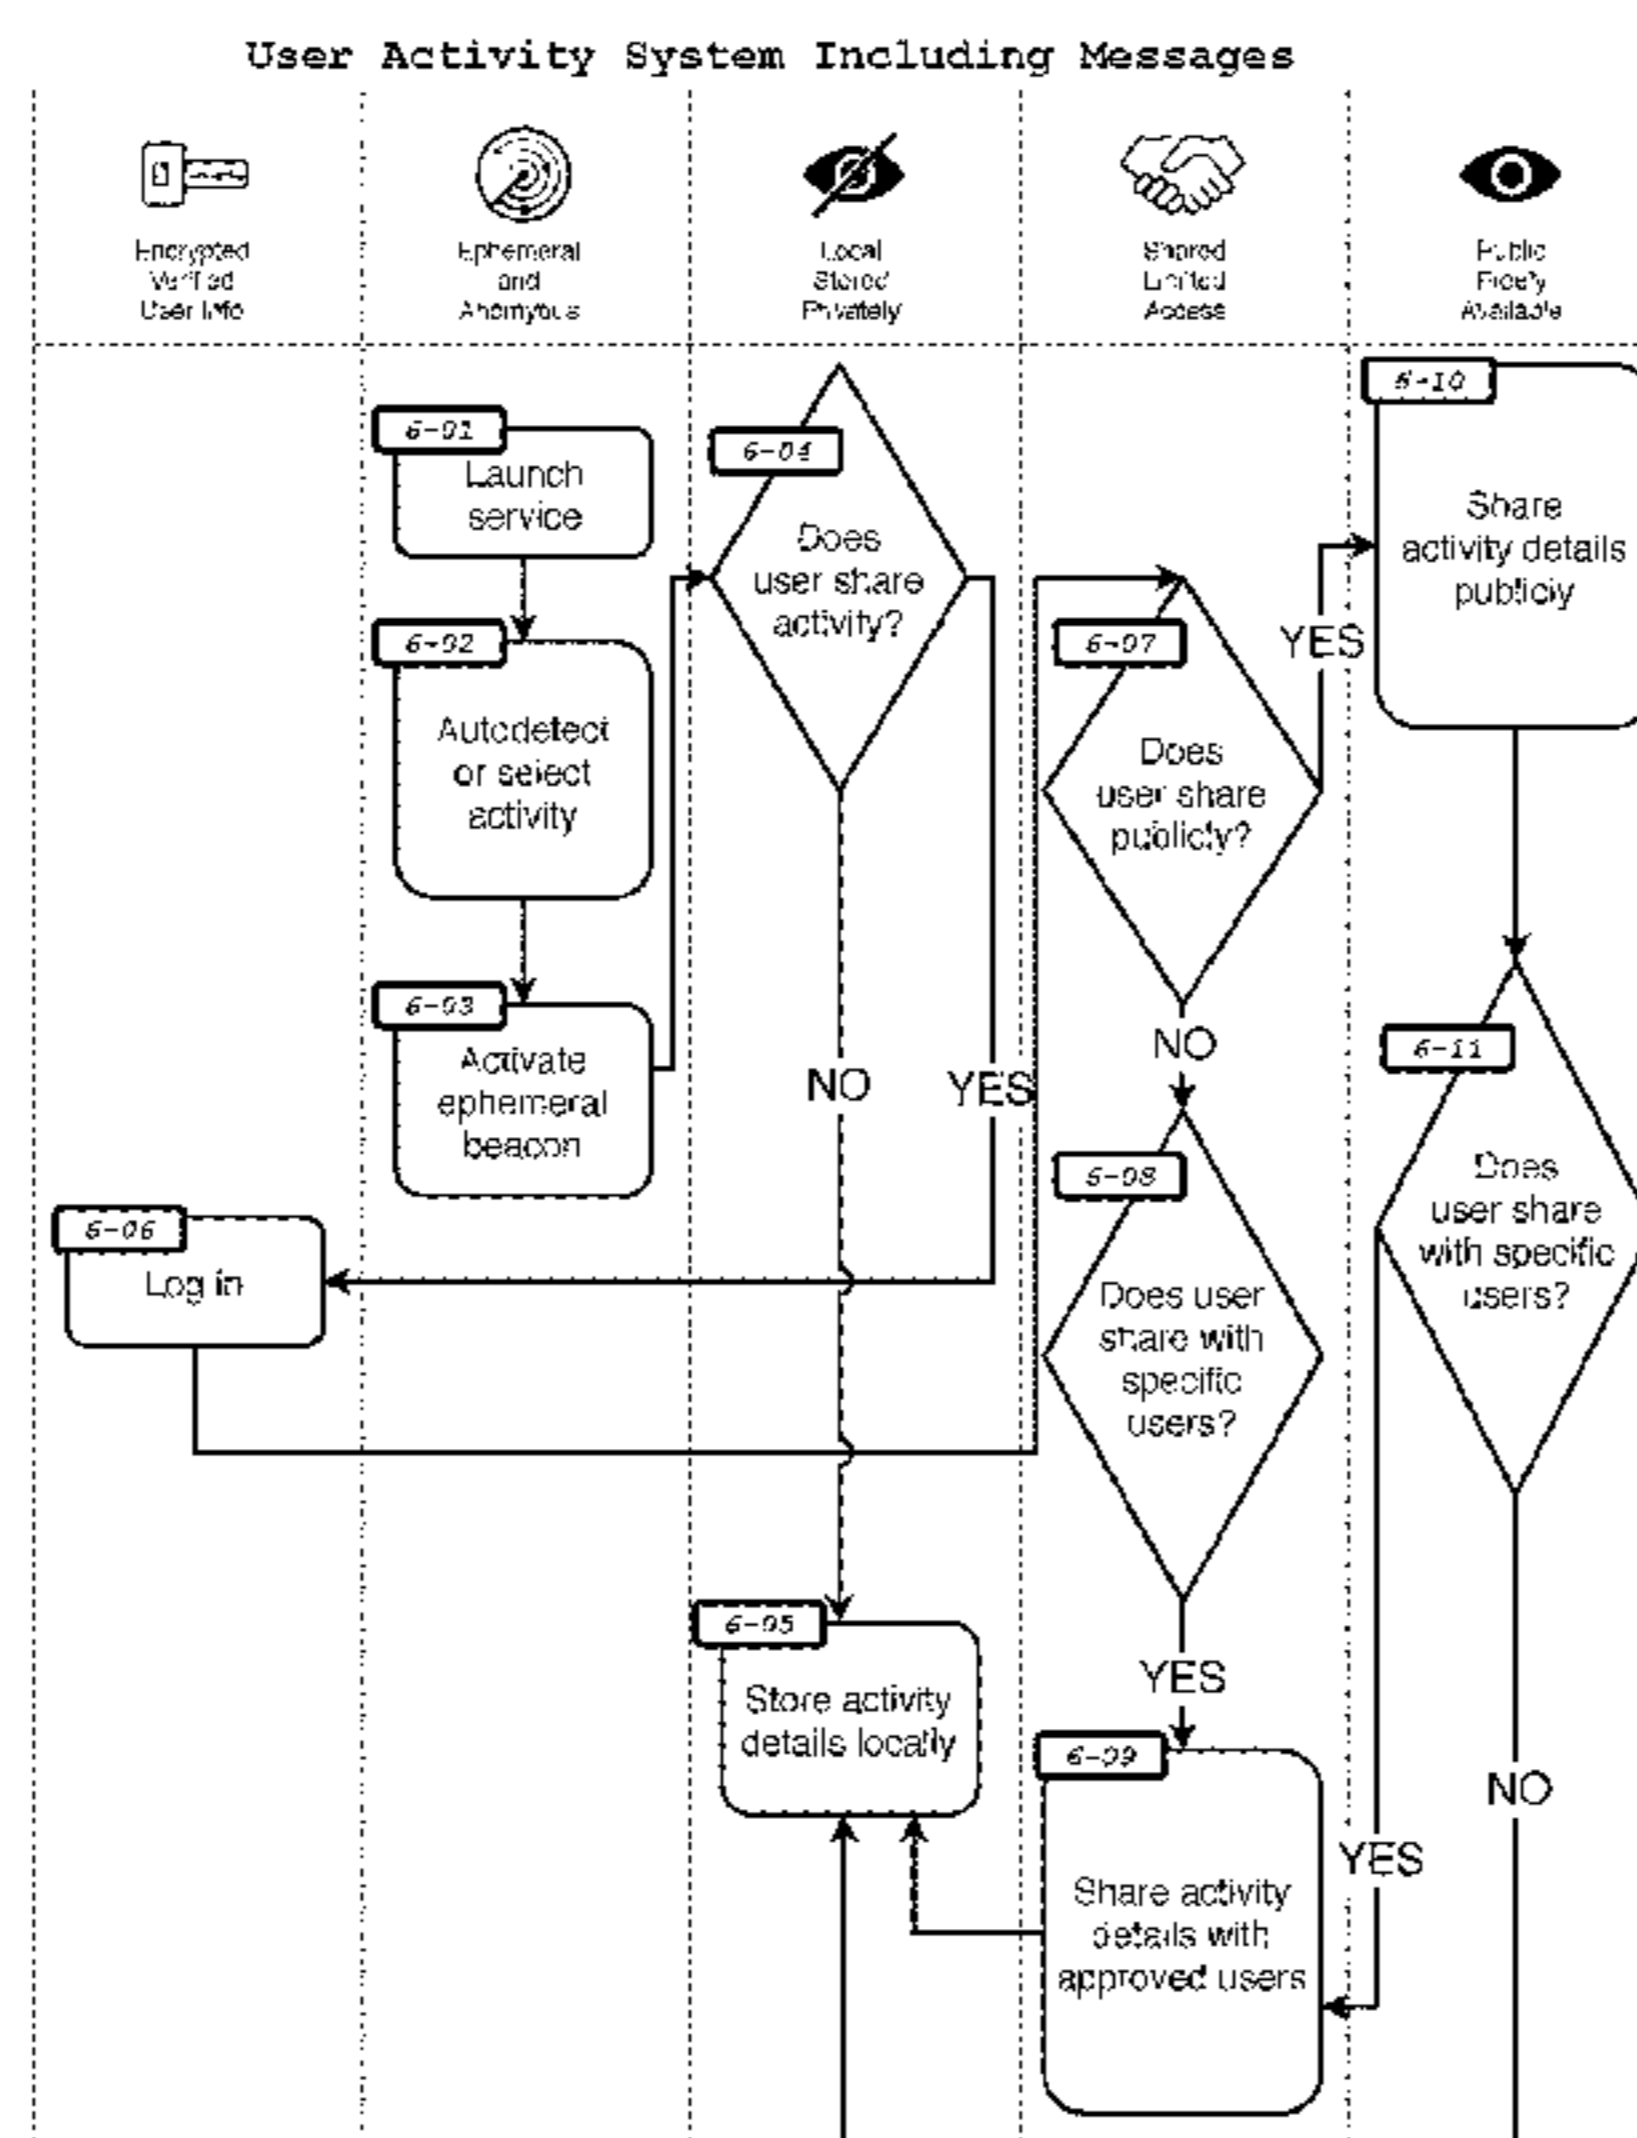 User Activity System Including Messages
Encrypted
Verified
User Info
Ephemeral
and
Anomyous
Local
Stored
Privately
Shared
Limited
Access
Public
Freely
Available
6-01
Launch
service
6-02
Autodetect
or select
activity
6-03
Activate
ephemeral
beacon
6-04
Does
user share
activity?
NO
YES
6-06
Log in
6-05
Store activity
details locally
6-07
Does
user share
publicly?
YES
NO
6-08
Does user
share with
specific
users?
YES
6-09
Share activity
details with
approved users
6-10
Share
activity details
publicly
6-11
Does
user share
with specific
users?
YES
NO